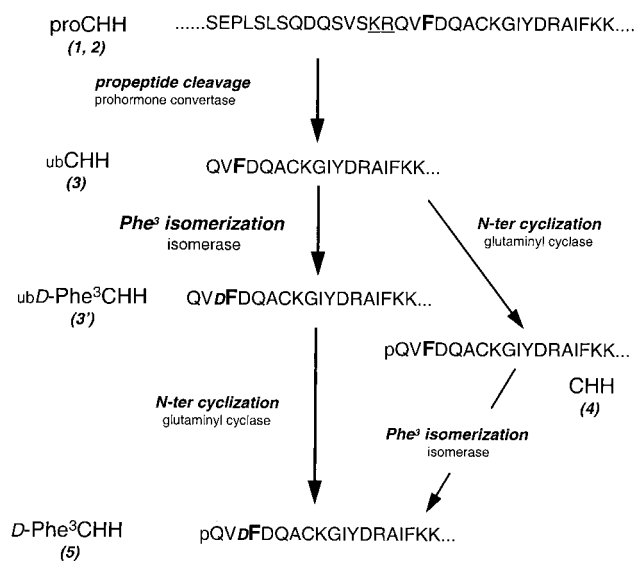 proCHH
(1, 2)
......SEPLSLSQDQSVSKRQVFDQACKGIYDRAIFKK....
propeptide cleavage
prohormone convertase
ubCHH
(3)
QVFDQACKGIYDRAIFKK...
Phe³ isomerization
isomerase
N-ter cyclization
glutaminyl cyclase
ubD-Phe³CHH
(3')
QVDFDQACKGIYDRAIFKK...
pQVFDQACKGIYDRAIFKK...
CHH
(4)
N-ter cyclization
glutaminyl cyclase
Phe³ isomerization
isomerase
D-Phe³CHH
(5)
pQVDFDQACKGIYDRAIFKK...